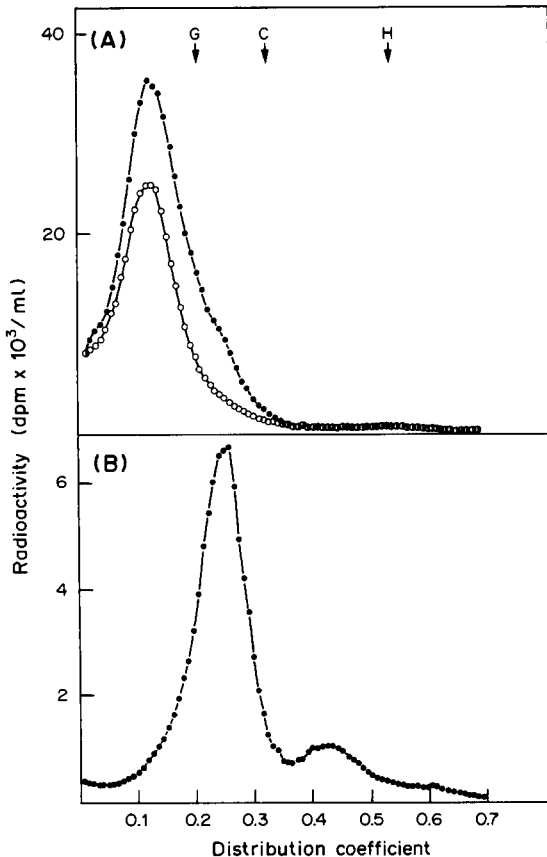 40
(A)
G C H
20
Radioactivity (dpm x 10³/ml)
(B)
6
4
2
0.1 0.2 0.3 0.4 0.5 0.6 0.7
Distribution coefficient